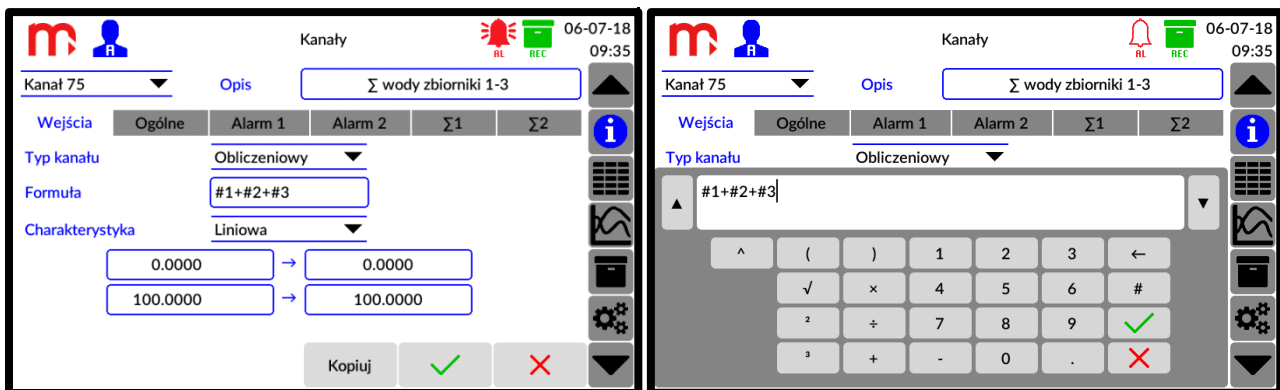 Kanały
AL
REC
06-07-18
09:35
A
Kanał 75
Opis
∑ wody zbiorniki 1-3
Wejścia Ogólne Alarm 1 Alarm 2 ∑1 ∑2
i
Typ kanału
Obliczeniowy
Formuła
#1+#2+#3
Charakterystyka
Liniowa
0.0000 → 0.0000
100.0000 → 100.0000
Kopiuj
Kanały
AL
REC
06-07-18
09:35
A
Kanał 75
Opis
∑ wody zbiorniki 1-3
Wejścia Ogólne Alarm 1 Alarm 2 ∑1 ∑2
i
Typ kanału
Obliczeniowy
#1+#2+#3
^ ( ) 1 2 3 ←
√ × 4 5 6 #
² ÷ 7 8 9
³ + - 0 .